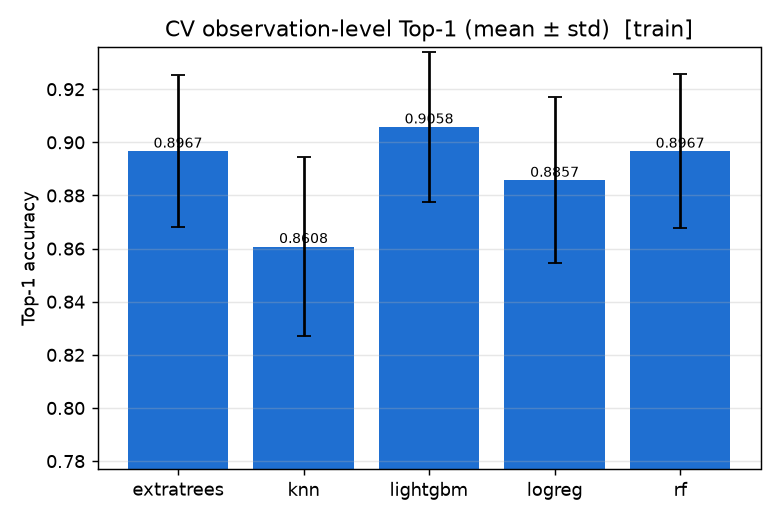 CV observation-level Top-1 (mean ± std)  [train]
Top-1 accuracy
0.92
0.90
0.88
0.86
0.84
0.82
0.80
0.78
0.8967
0.8608
0.9058
0.8857
0.8967
extratrees
knn
lightgbm
logreg
rf